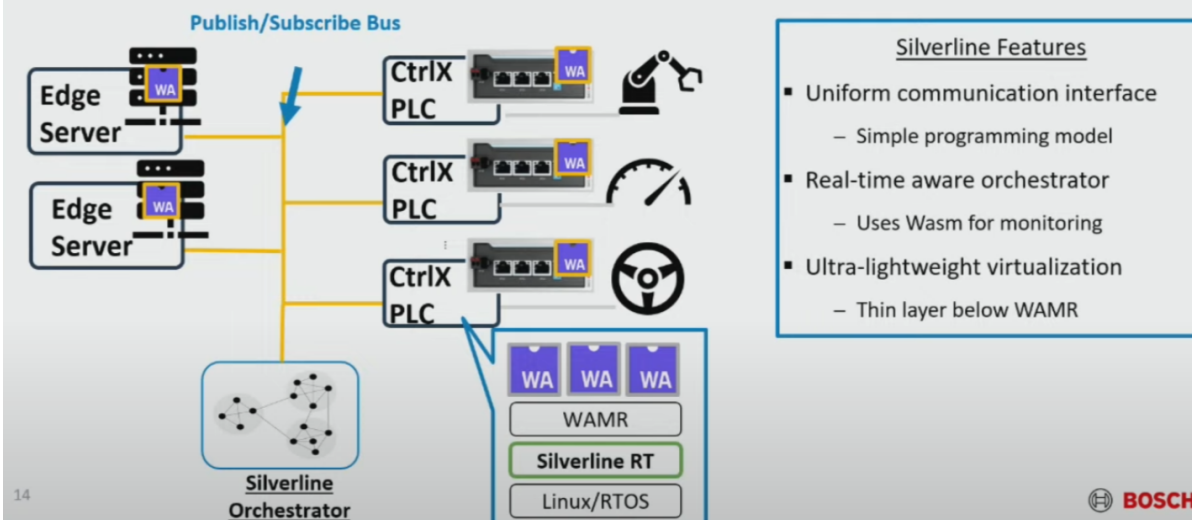 Publish/Subscribe Bus
Edge
Server
WA
Edge
Server
WA
CtrlX
PLC
WA
CtrlX
PLC
WA
CtrlX
PLC
WA
WA
WA
WA
WAMR
Silverline RT
Linux/RTOS
Silverline
Orchestrator
Silverline Features
▪ Uniform communication interface
– Simple programming model
▪ Real-time aware orchestrator
– Uses Wasm for monitoring
▪ Ultra-lightweight virtualization
– Thin layer below WAMR
14
BOSCH